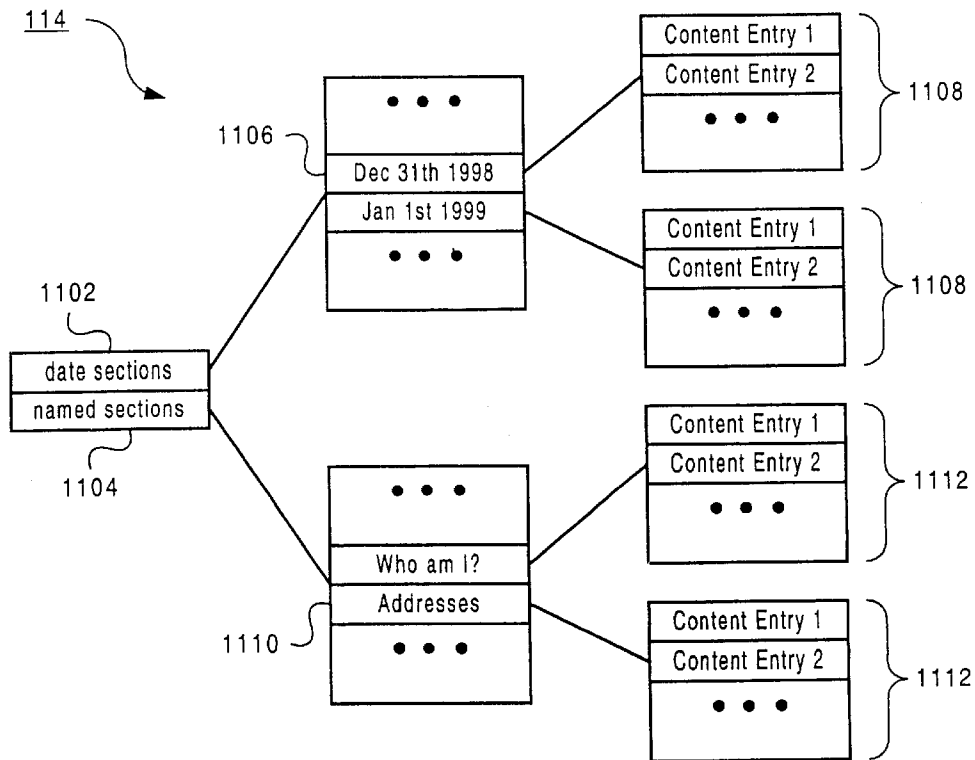 114
1106
• • •
Dec 31th 1998
Jan 1st 1999
• • •
Content Entry 1
Content Entry 2
• • •
1108
Content Entry 1
Content Entry 2
• • •
1108
1102
date sections
named sections
1104
• • •
Who am I?
Addresses
• • •
1110
Content Entry 1
Content Entry 2
• • •
1112
Content Entry 1
Content Entry 2
• • •
1112